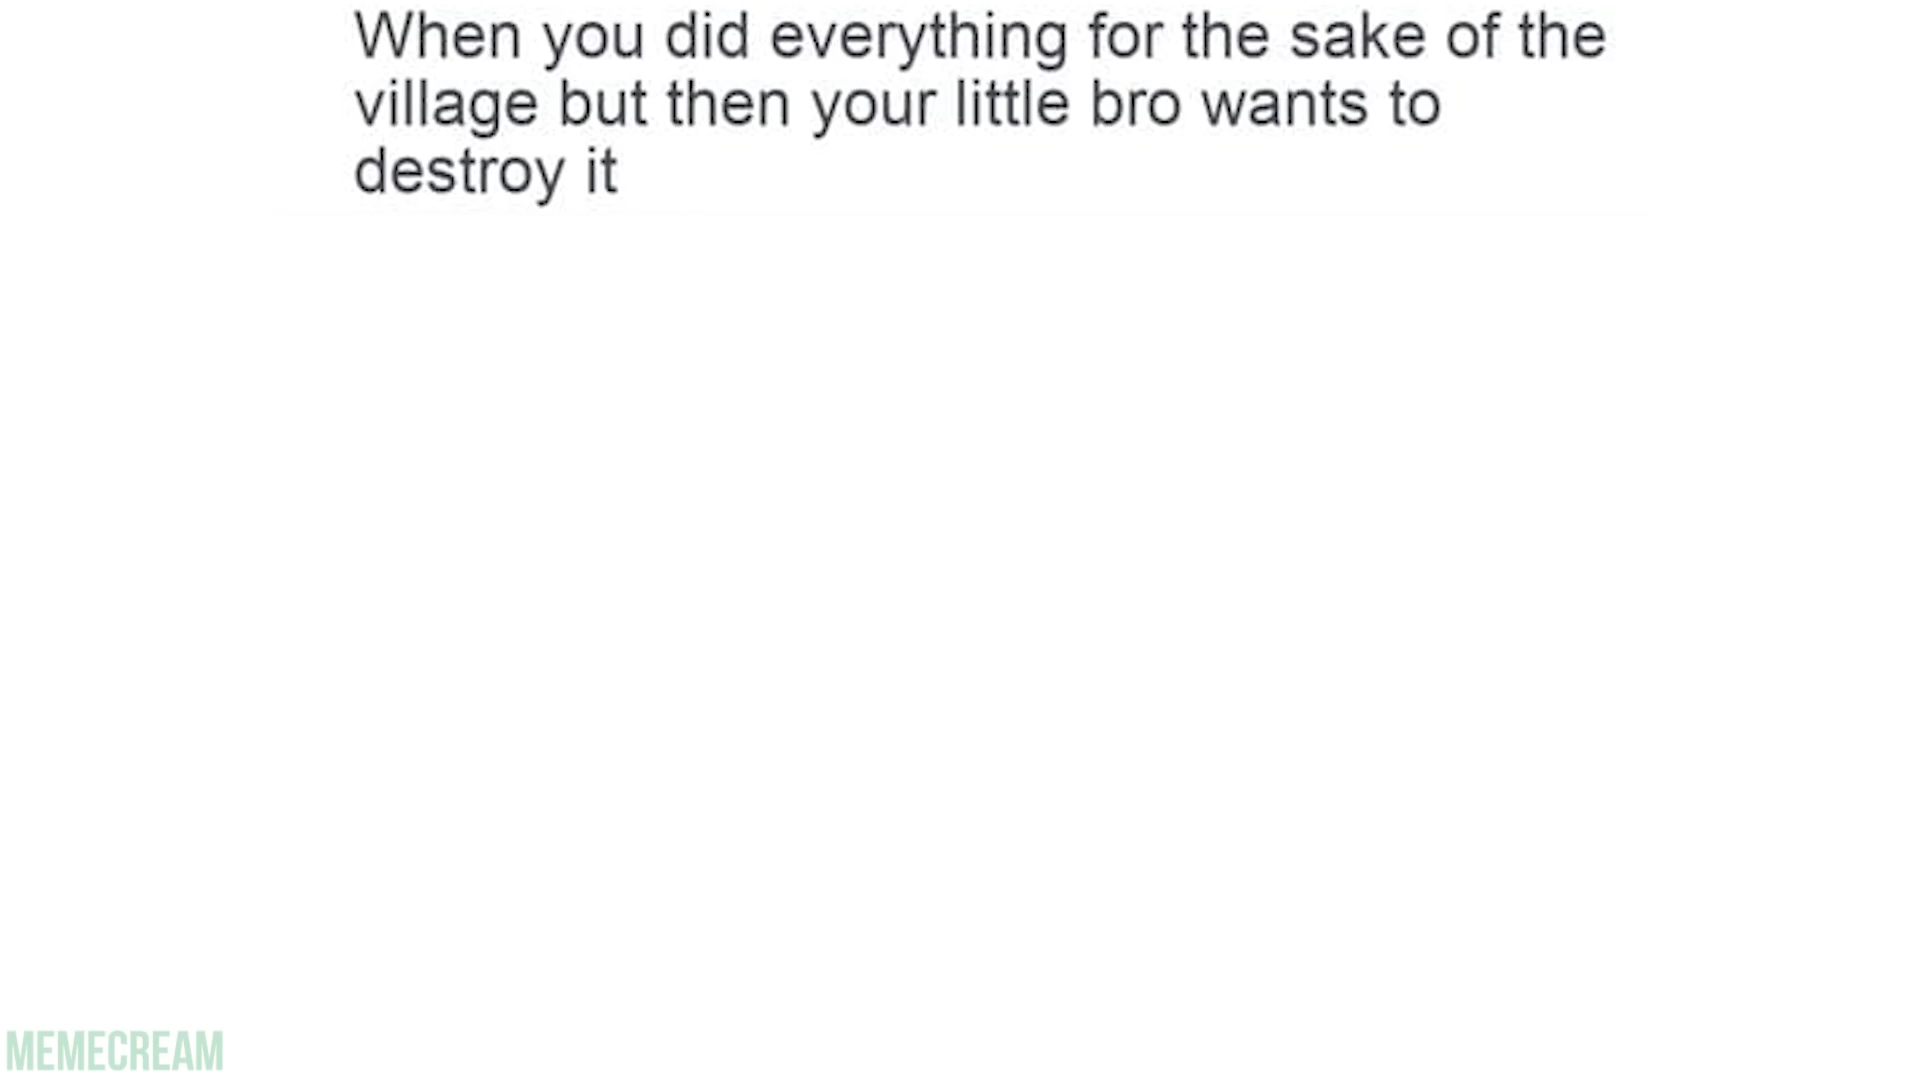 When you did everything for the sake of the
village but then your little bro wants to
destroy it
MEMECREAM